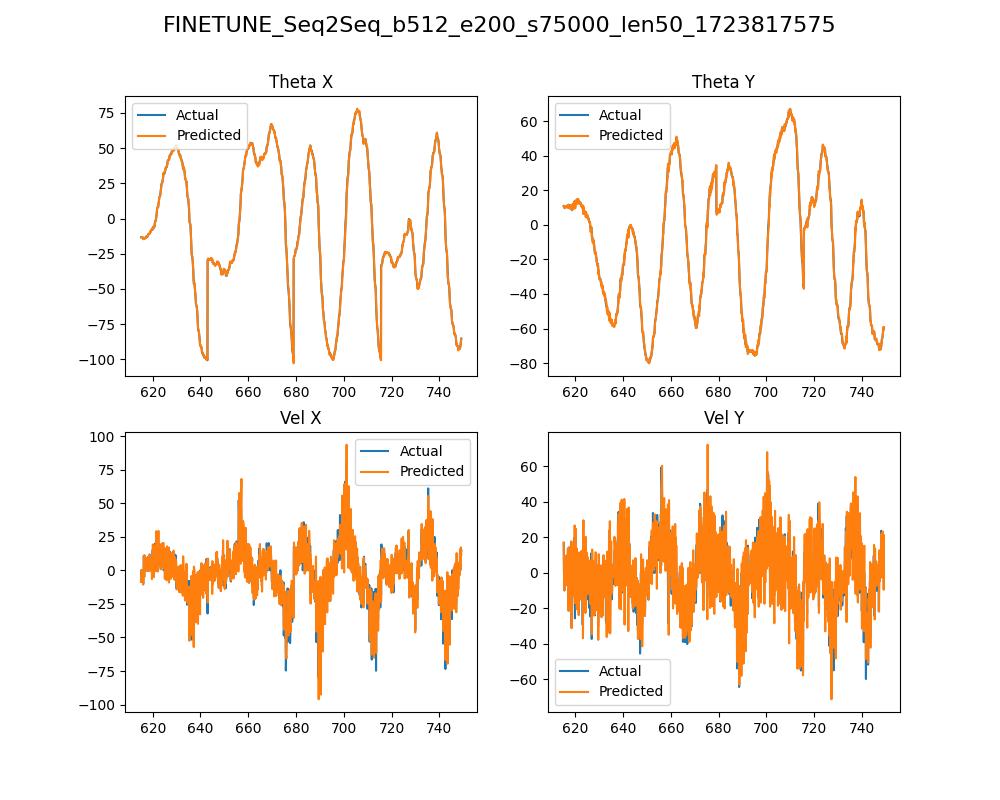 FINETUNE_Seq2Seq_b512_e200_s75000_len50_1723817575
Theta X
Actual
Predicted
75
50
25
0
−25
−50
−75
−100
620 640 660 680 700 720 740
Theta Y
Actual
Predicted
60
40
20
0
−20
−40
−60
−80
620 640 660 680 700 720 740
Vel X
Actual
Predicted
100
75
50
25
0
−25
−50
−75
−100
620 640 660 680 700 720 740
Vel Y
60
40
20
0
−20
−40
−60
Actual
Predicted
620 640 660 680 700 720 740